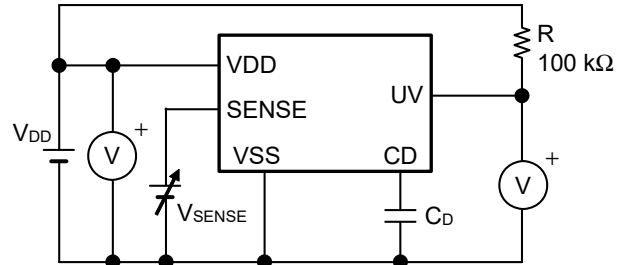 R
100 kΩ
VDD
SENSE
UV
VSS
CD
VDD
V
+
VSENSE
CD
V
+